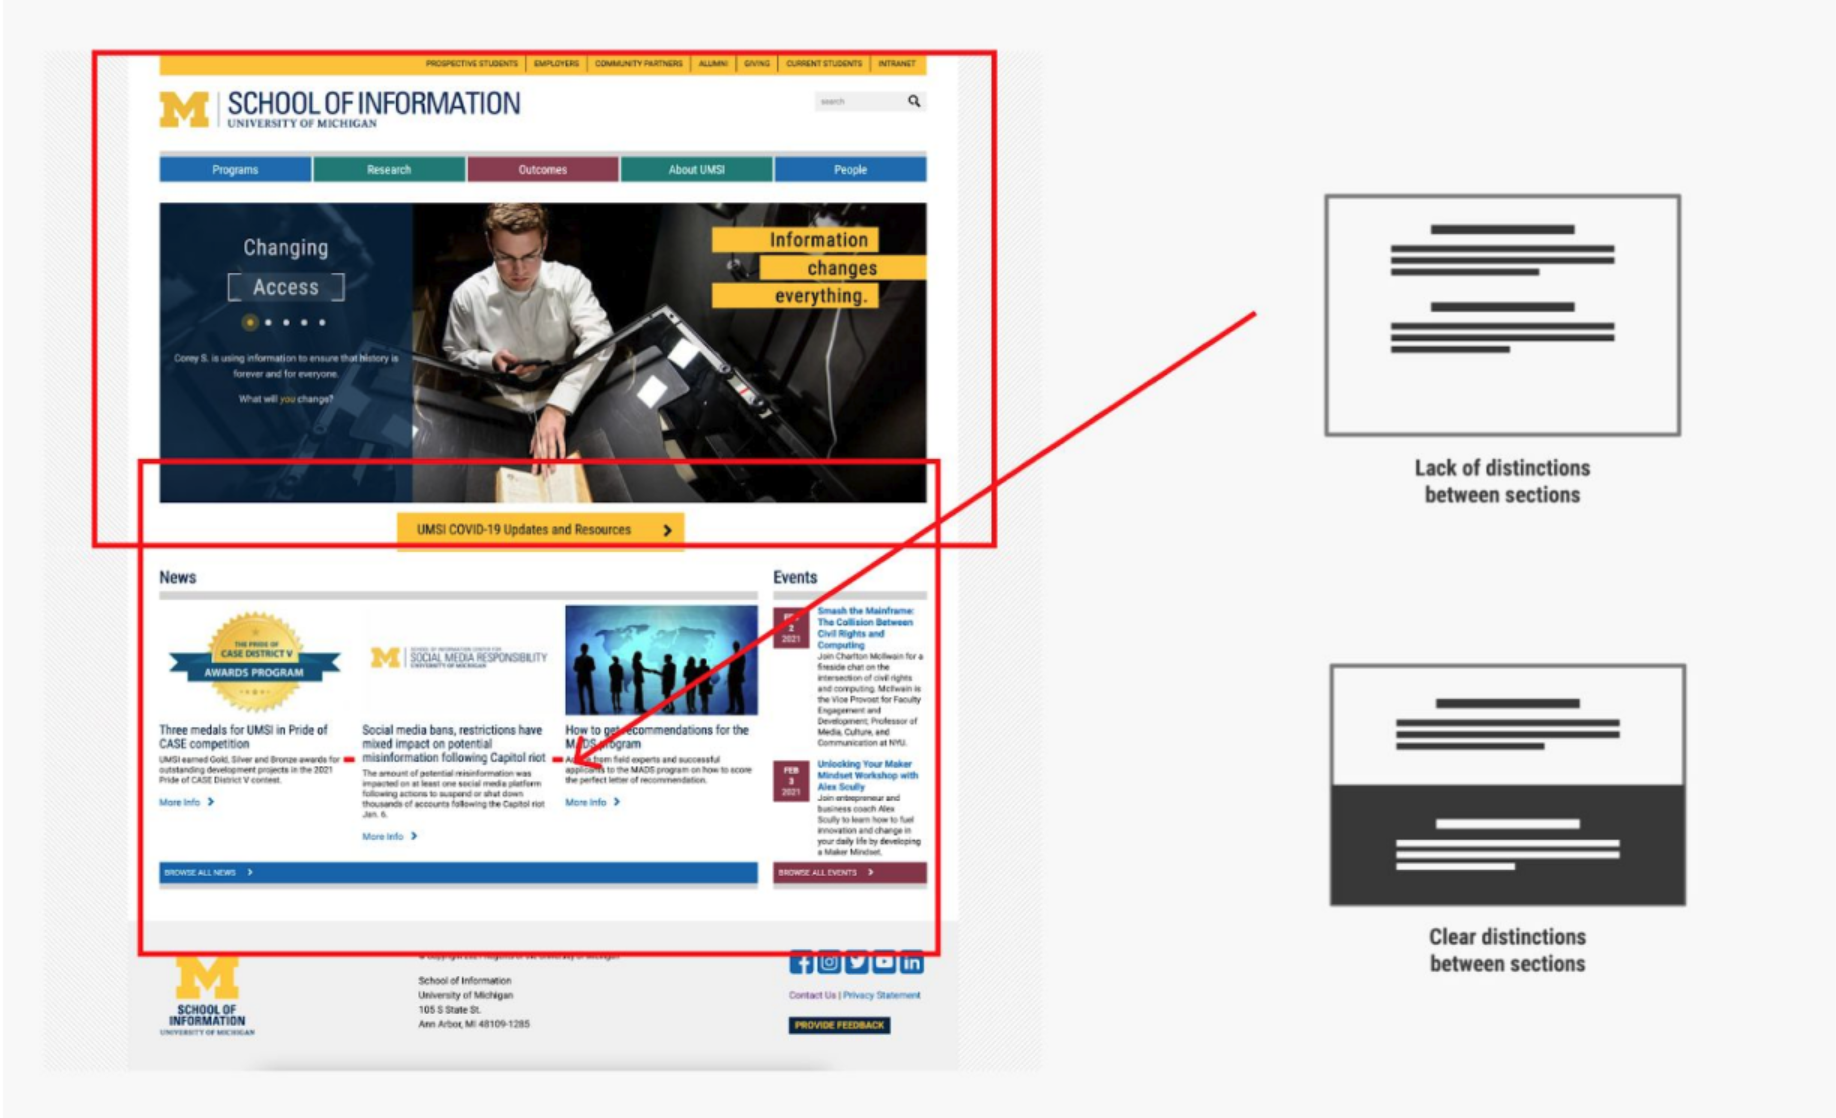 PROSPECTIVE STUDENTS EMPLOYERS COMMUNITY PARTNERS ALUMNI GIVING CURRENT STUDENTS INTRANET
SCHOOL OF INFORMATION
UNIVERSITY OF MICHIGAN
search
Programs Research Outcomes About UMSI People
Changing
Access
Corey S. is using information to ensure that history is
forever and for everyone.
What will you change?
Information
changes
everything.
UMSI COVID-19 Updates and Resources
News
THE PRIDE OF
CASE DISTRICT V
AWARDS PROGRAM
Three medals for UMSI in Pride of
CASE competition
UMSI earned Gold, Silver and Bronze awards for
outstanding development projects in the 2021
Pride of CASE District V contest.
More Info
SOCIAL MEDIA RESPONSIBILITY
UNIVERSITY OF MICHIGAN
Social media bans, restrictions have
mixed impact on potential
misinformation following Capitol riot
The amount of potential misinformation was
impacted on at least one social media platform
following actions to suspend or shut down
thousands of accounts following the Capitol riot
Jan. 6.
More Info
How to get recommendations for the
MADS program
from field experts and successful
applicants to the MADS program on how to score
the perfect letter of recommendation.
More Info
BROWSE ALL NEWS
Events
2
2021
Smash the Mainframe:
The Collision Between
Civil Rights and
Computing
Join Charlton McIlwain for a
fireside chat on the
intersection of civil rights
and computing. McIlwain is
the Vice Provost for Faculty
Engagement and
Development; Professor of
Media, Culture, and
Communication at NYU.
FEB
3
2021
Unlocking Your Maker
Mindset Workshop with
Alex Scully
Join entrepreneur and
business coach Alex
Scully to learn how to fuel
innovation and change in
your daily life by developing
a Maker Mindset.
BROWSE ALL EVENTS
SCHOOL OF
INFORMATION
UNIVERSITY OF MICHIGAN
School of Information
University of Michigan
105 S State St.
Ann Arbor, MI 48109-1285
Contact Us | Privacy Statement
PROVIDE FEEDBACK
Lack of distinctions
between sections
Clear distinctions
between sections